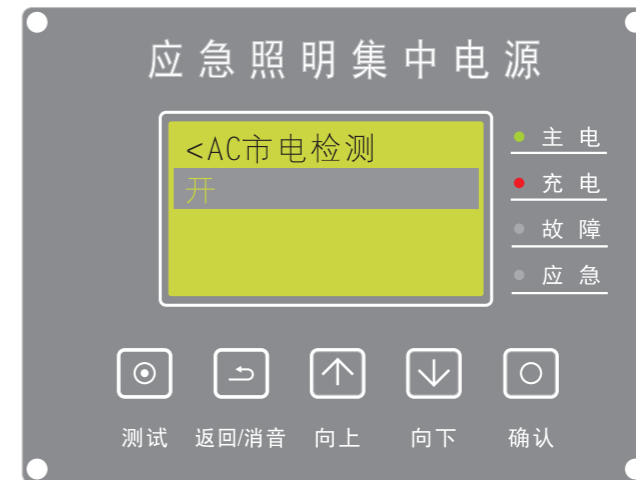 应急照明集中电源
<AC市电检测
开
主电
充电
故障
应急
测试 返回/消音 向上 向下 确认